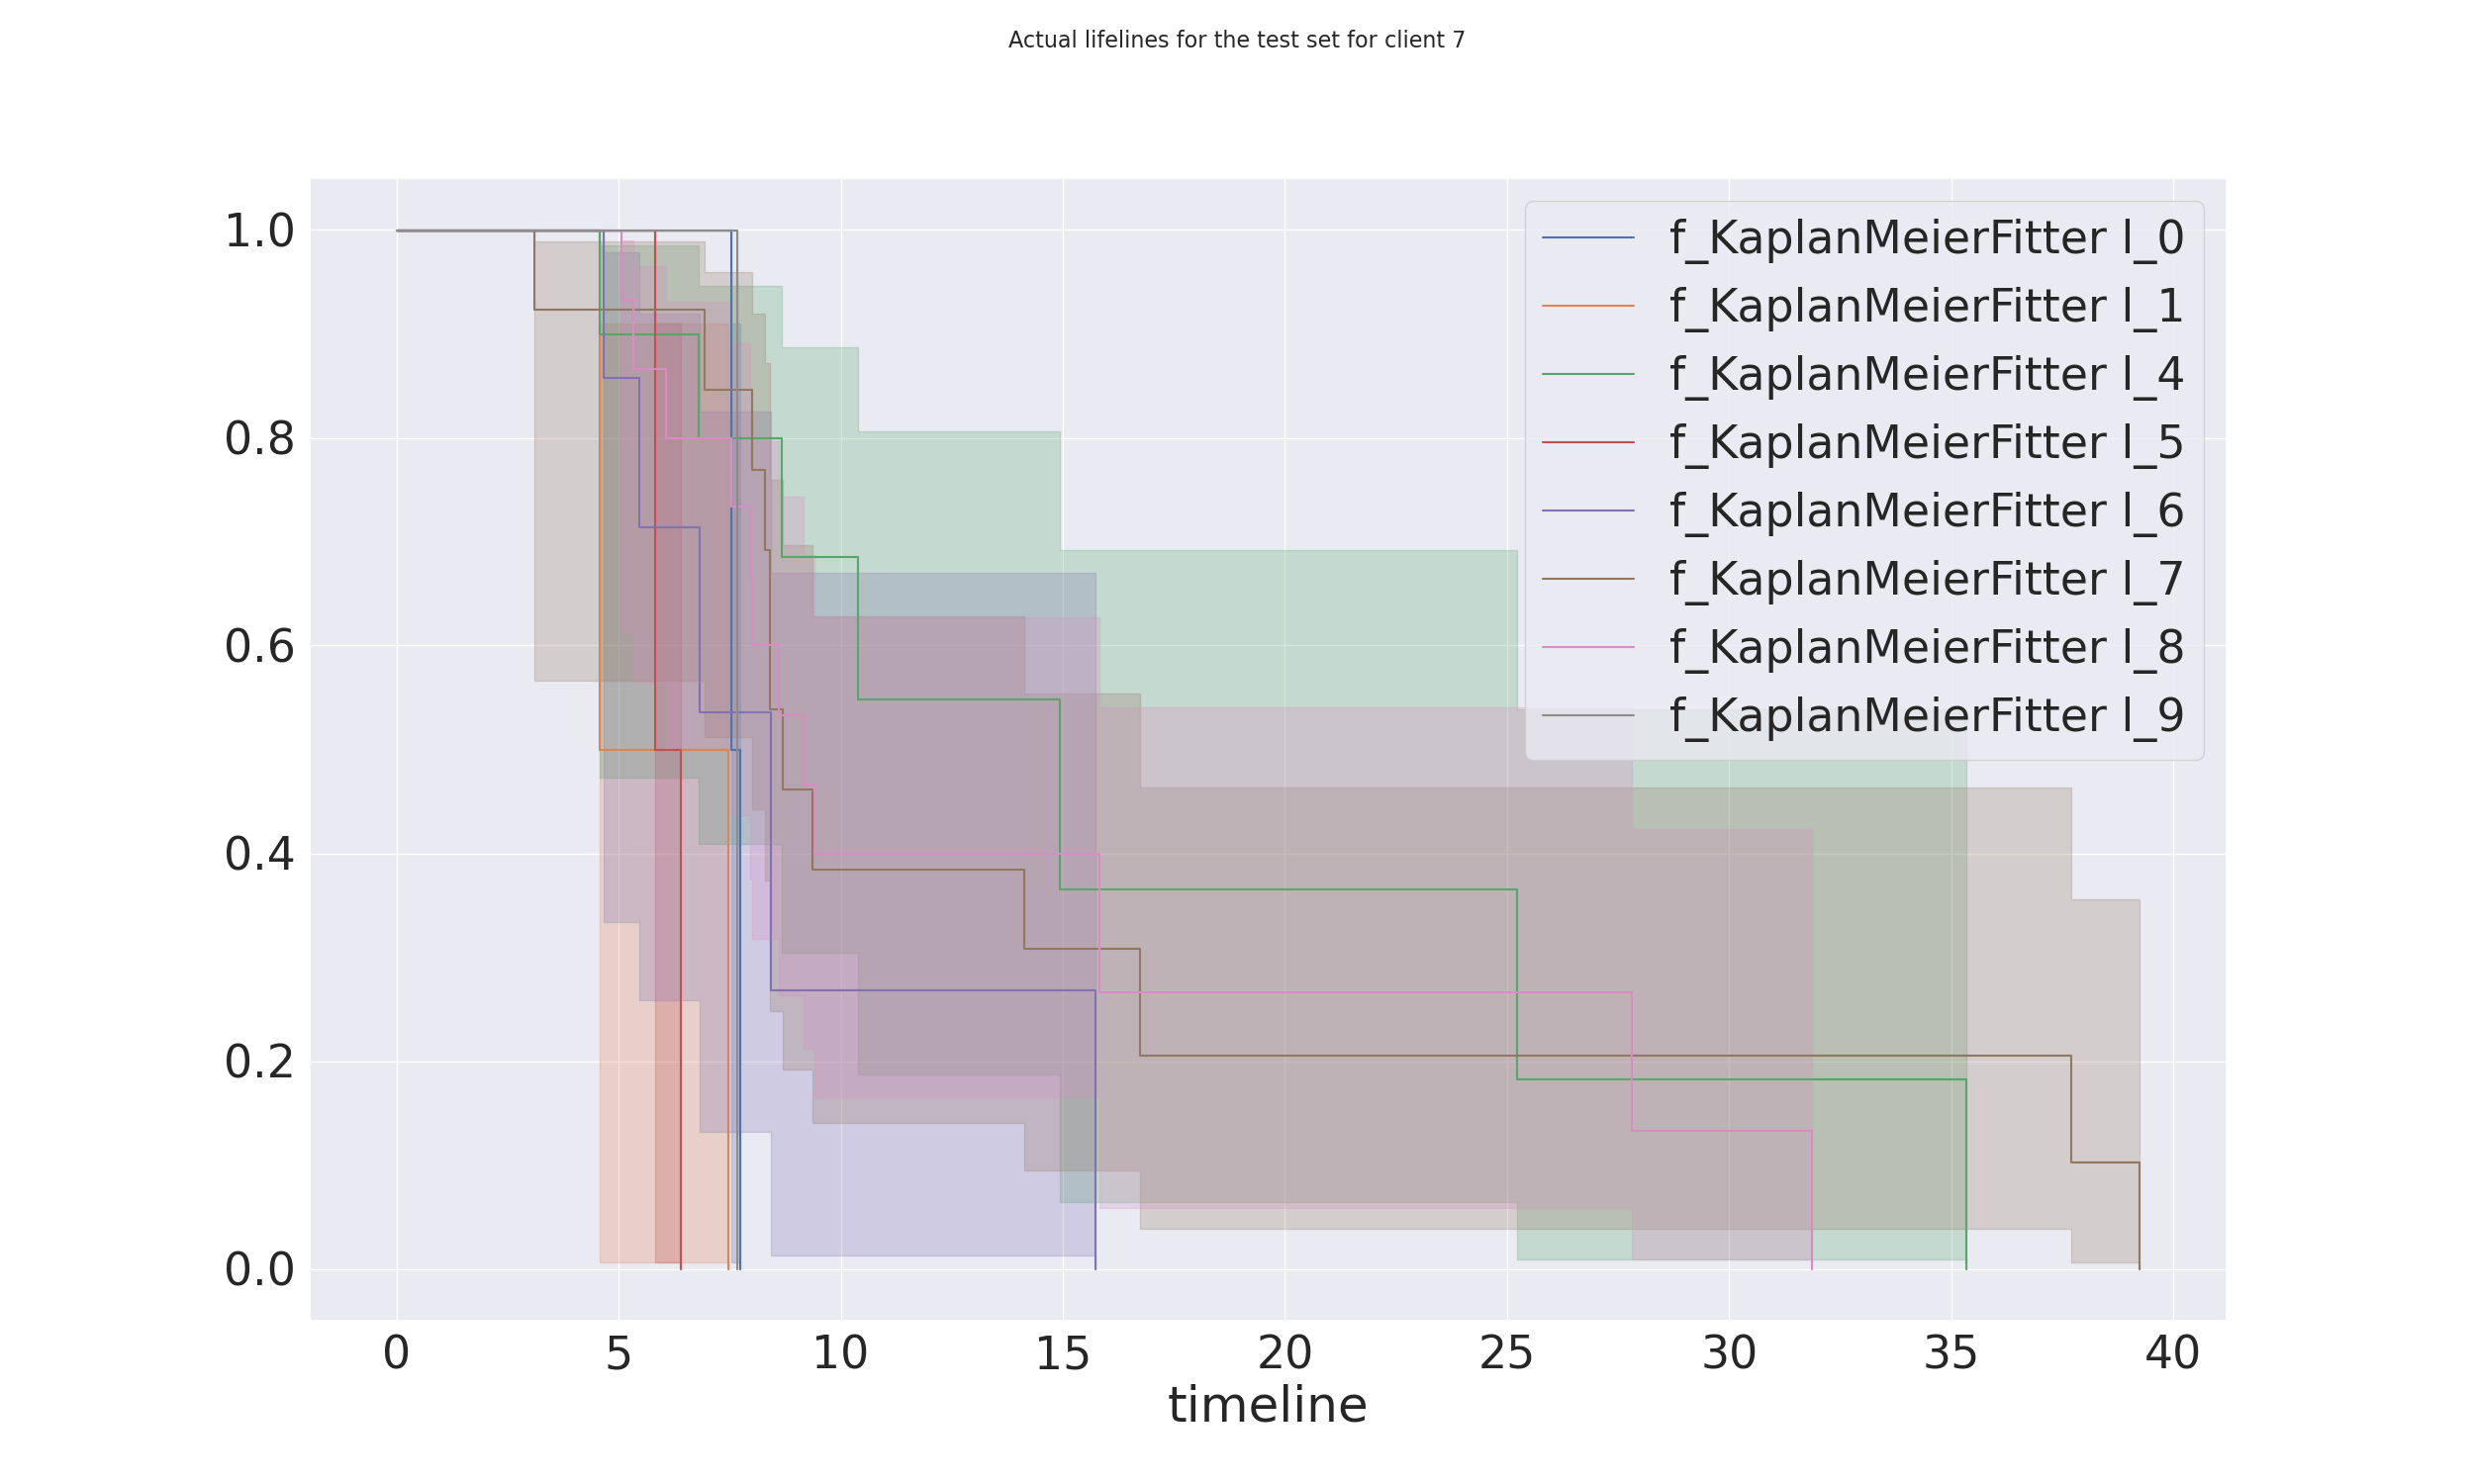 Actual lifelines for the test set for client 7
1.0
0.8
0.6
0.4
0.2
0.0
f_KaplanMeierFitter l_0
f_KaplanMeierFitter l_1
f_KaplanMeierFitter l_4
f_KaplanMeierFitter l_5
f_KaplanMeierFitter l_6
f_KaplanMeierFitter l_7
f_KaplanMeierFitter l_8
f_KaplanMeierFitter l_9
0 5 10 15 20 25 30 35 40
timeline